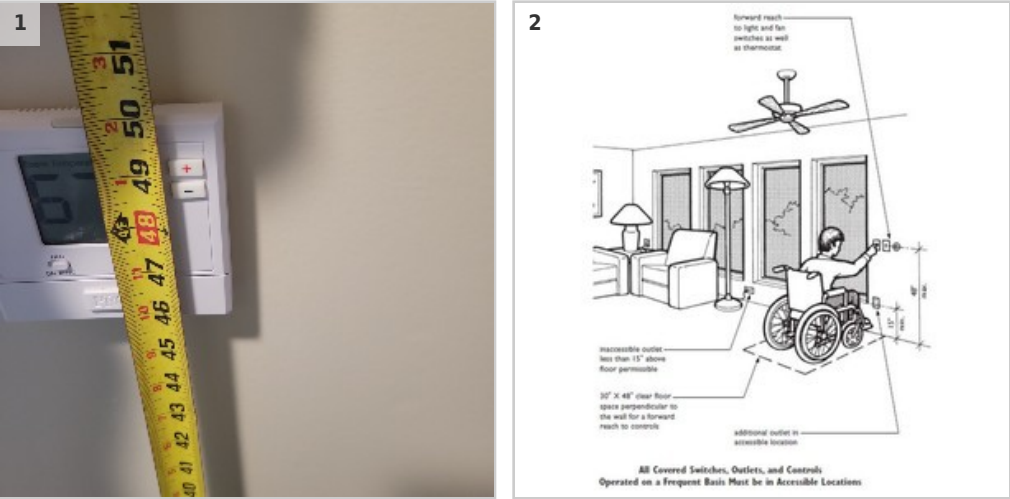 1
3
51
2
50
+
1
49
-
48
47
11
46
10
45
9
44
8
43
7
42
41
40
2
forward reach
to light and fan
switches as well
as thermostat
48"
max.
15"
min.
inaccessible outlet
less than 15" above
floor permissible
30" X 48" clear floor
space perpendicular to
the wall for a forward
reach to controls
additional outlet in
accessible location
All Covered Switches, Outlets, and Controls
Operated on a Frequent Basis Must be in Accessible Locations